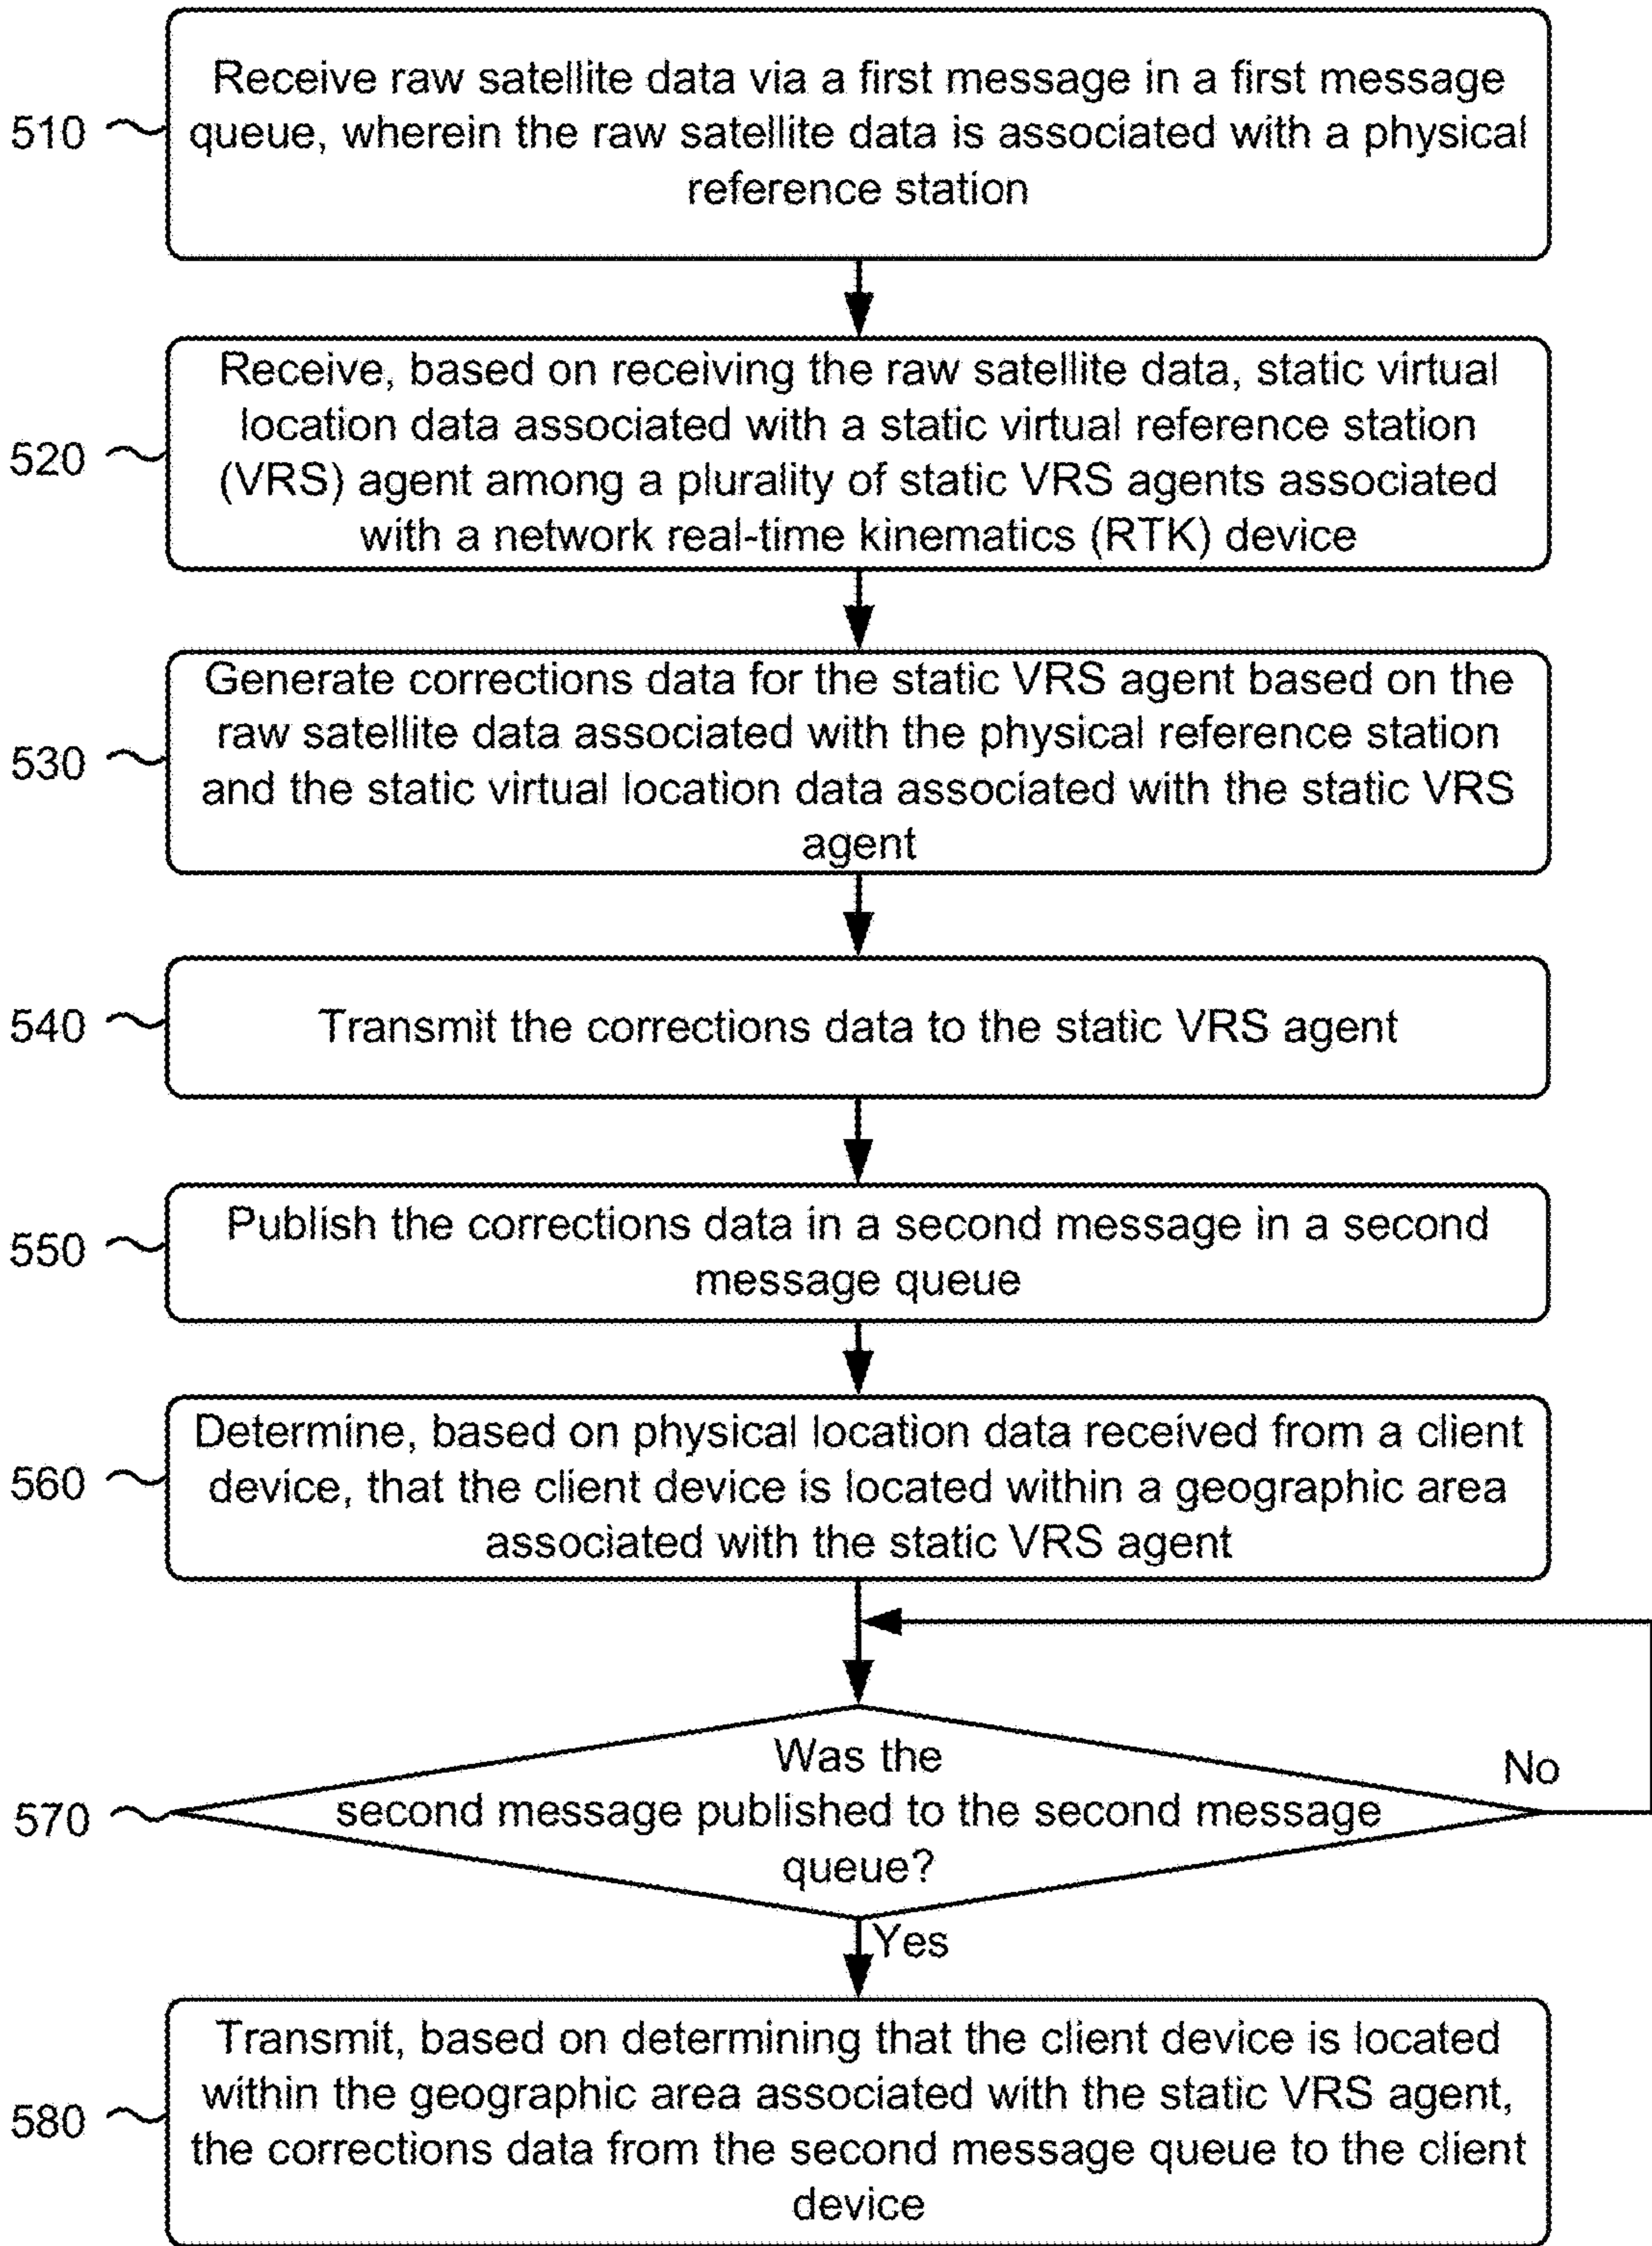 Receive raw satellite data via a first message in a first message
510
queue, wherein the raw satellite data is associated with a physical
reference station
Receive, based on receiving the raw satellite data, static virtual
location data associated with a static virtual reference station
520
(VRS) agent among a plurality of static VRS agents associated
with a network real-time kinematics (RTK) device
Generate corrections data for the static VRS agent based on the
raw satellite data associated with the physical reference station
530
and the static virtual location data associated with the static VRS
agent
540
Transmit the corrections data to the static VRS agent
Publish the corrections data in a second message in a second
550
message queue
Determine, based on physical location data received from a client
560
device, that the client device is located within a geographic area
associated with the static VRS agent
Was the
No
570
second message published to the second message
queue?
Yes
Transmit, based on determining that the client device is located
within the geographic area associated with the static VRS agent,
580
the corrections data from the second message queue to the client
device